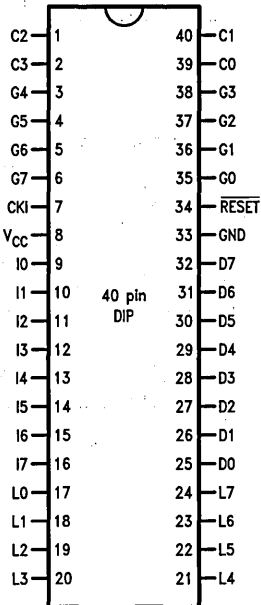 C2 1 40 C1
C3 2 39 C0
G4 3 38 G3
G5 4 37 G2
G6 5 36 G1
G7 6 35 G0
CKI 7 34 RESET
VCC 8 33 GND
I0 9 32 D7
I1 10 31 D6
40 pin
DIP
I2 11 30 D5
I3 12 29 D4
I4 13 28 D3
I5 14 27 D2
I6 15 26 D1
I7 16 25 D0
L0 17 24 L7
L1 18 23 L6
L2 19 22 L5
L3 20 21 L4